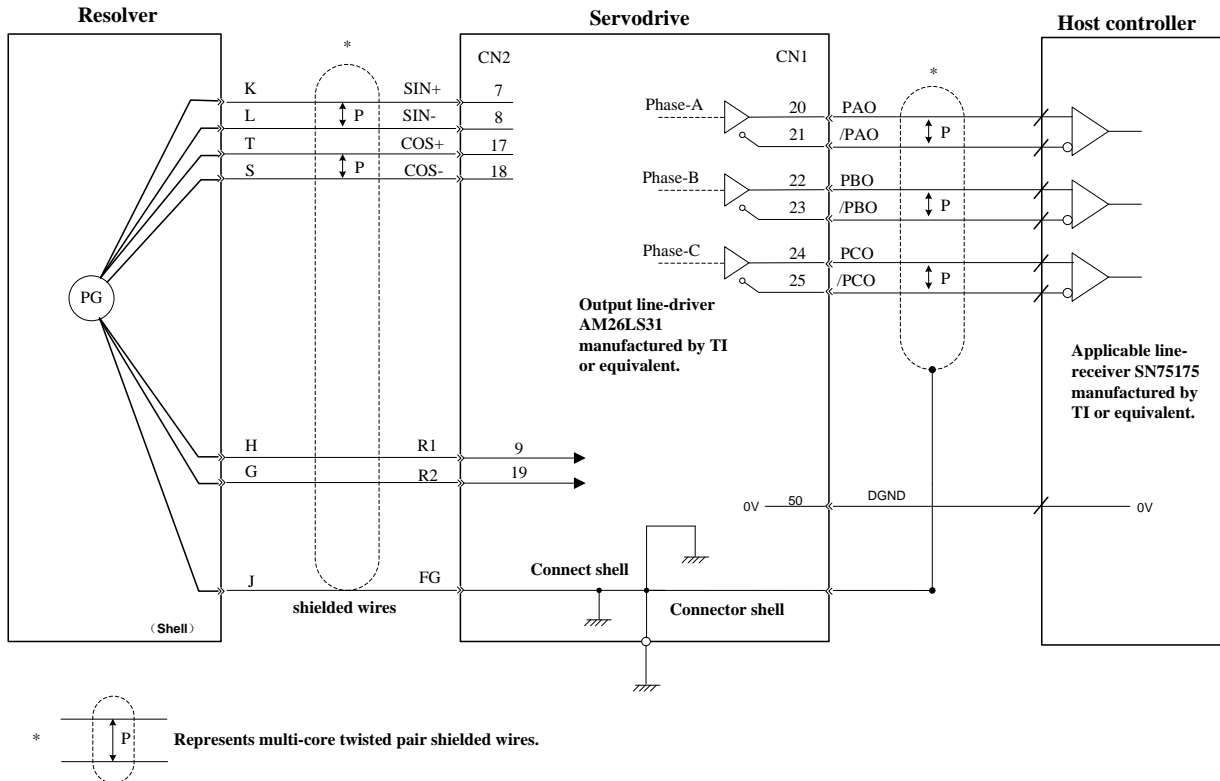 Resolver
Servodrive
Host controller
*
CN2
CN1
*
K SIN+ 7
L P SIN- 8
T COS+ 17
S P COS- 18
Phase-A 20 PAO
21 /PAO P
Phase-B 22 PBO
23 /PBO P
Phase-C 24 PCO
25 /PCO P
PG
Output line-driver
AM26LS31
manufactured by TI
or equivalent.
Applicable line-
receiver SN75175
manufactured by
TI or equivalent.
H R1 9
G R2 19
0V 50 DGND 0V
J FG
Connect shell
Connector shell
shielded wires
（Shell）
* P Represents multi-core twisted pair shielded wires.